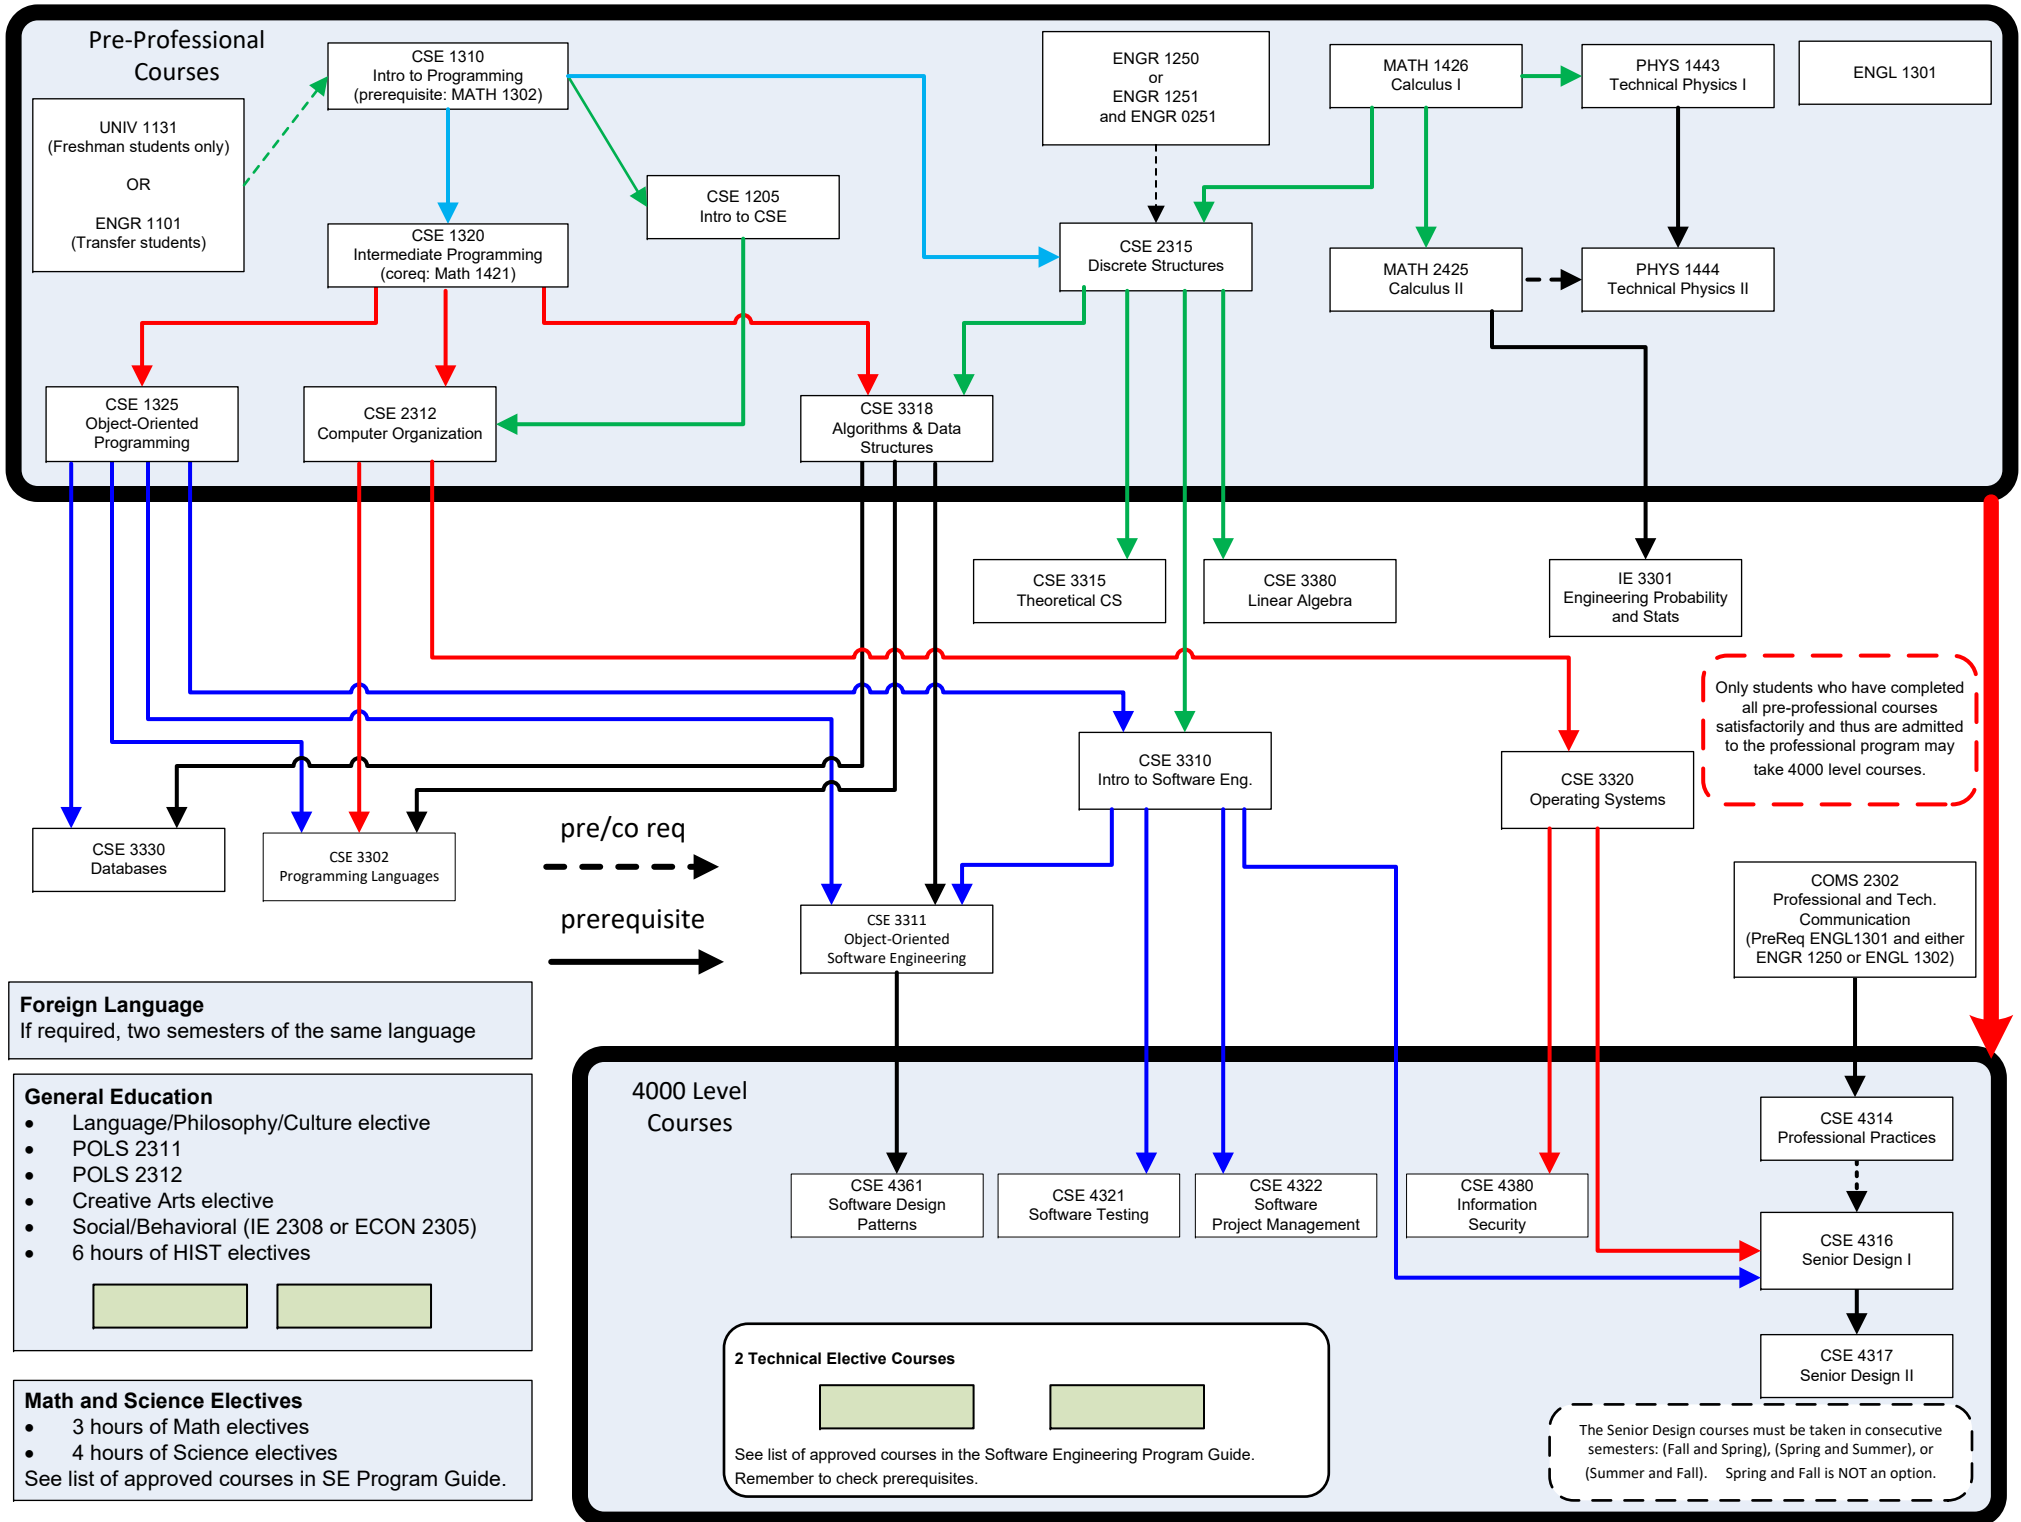 Pre-Professional
Courses
CSE 1310
Intro to Programming
(prerequisite: MATH 1302)
ENGR 1250
or
ENGR 1251
and ENGR 0251
MATH 1426
Calculus I
PHYS 1443
Technical Physics I
ENGL 1301
UNIV 1131
(Freshman students only)
OR
ENGR 1101
(Transfer students)
CSE 1205
Intro to CSE
CSE 1320
Intermediate Programming
(coreq: Math 1421)
CSE 2315
Discrete Structures
MATH 2425
Calculus II
PHYS 1444
Technical Physics II
CSE 1325
Object-Oriented
Programming
CSE 2312
Computer Organization
CSE 3318
Algorithms & Data
Structures
CSE 3315
Theoretical CS
CSE 3380
Linear Algebra
IE 3301
Engineering Probability
and Stats
Only students who have completed
all pre-professional courses
satisfactorily and thus are admitted
to the professional program may
take 4000 level courses.
CSE 3310
Intro to Software Eng.
CSE 3320
Operating Systems
CSE 3330
Databases
CSE 3302
Programming Languages
pre/co req
prerequisite
CSE 3311
Object-Oriented
Software Engineering
COMS 2302
Professional and Tech.
Communication
(PreReq ENGL1301 and either
ENGR 1250 or ENGL 1302)
Foreign Language
If required, two semesters of the same language
General Education
• Language/Philosophy/Culture elective
• POLS 2311
• POLS 2312
• Creative Arts elective
• Social/Behavioral (IE 2308 or ECON 2305)
• 6 hours of HIST electives
Math and Science Electives
• 3 hours of Math electives
• 4 hours of Science electives
See list of approved courses in SE Program Guide.
4000 Level
Courses
CSE 4314
Professional Practices
CSE 4361
Software Design
Patterns
CSE 4321
Software Testing
CSE 4322
Software
Project Management
CSE 4380
Information
Security
CSE 4316
Senior Design I
CSE 4317
Senior Design II
2 Technical Elective Courses
See list of approved courses in the Software Engineering Program Guide.
Remember to check prerequisites.
The Senior Design courses must be taken in consecutive
semesters: (Fall and Spring), (Spring and Summer), or
(Summer and Fall). Spring and Fall is NOT an option.